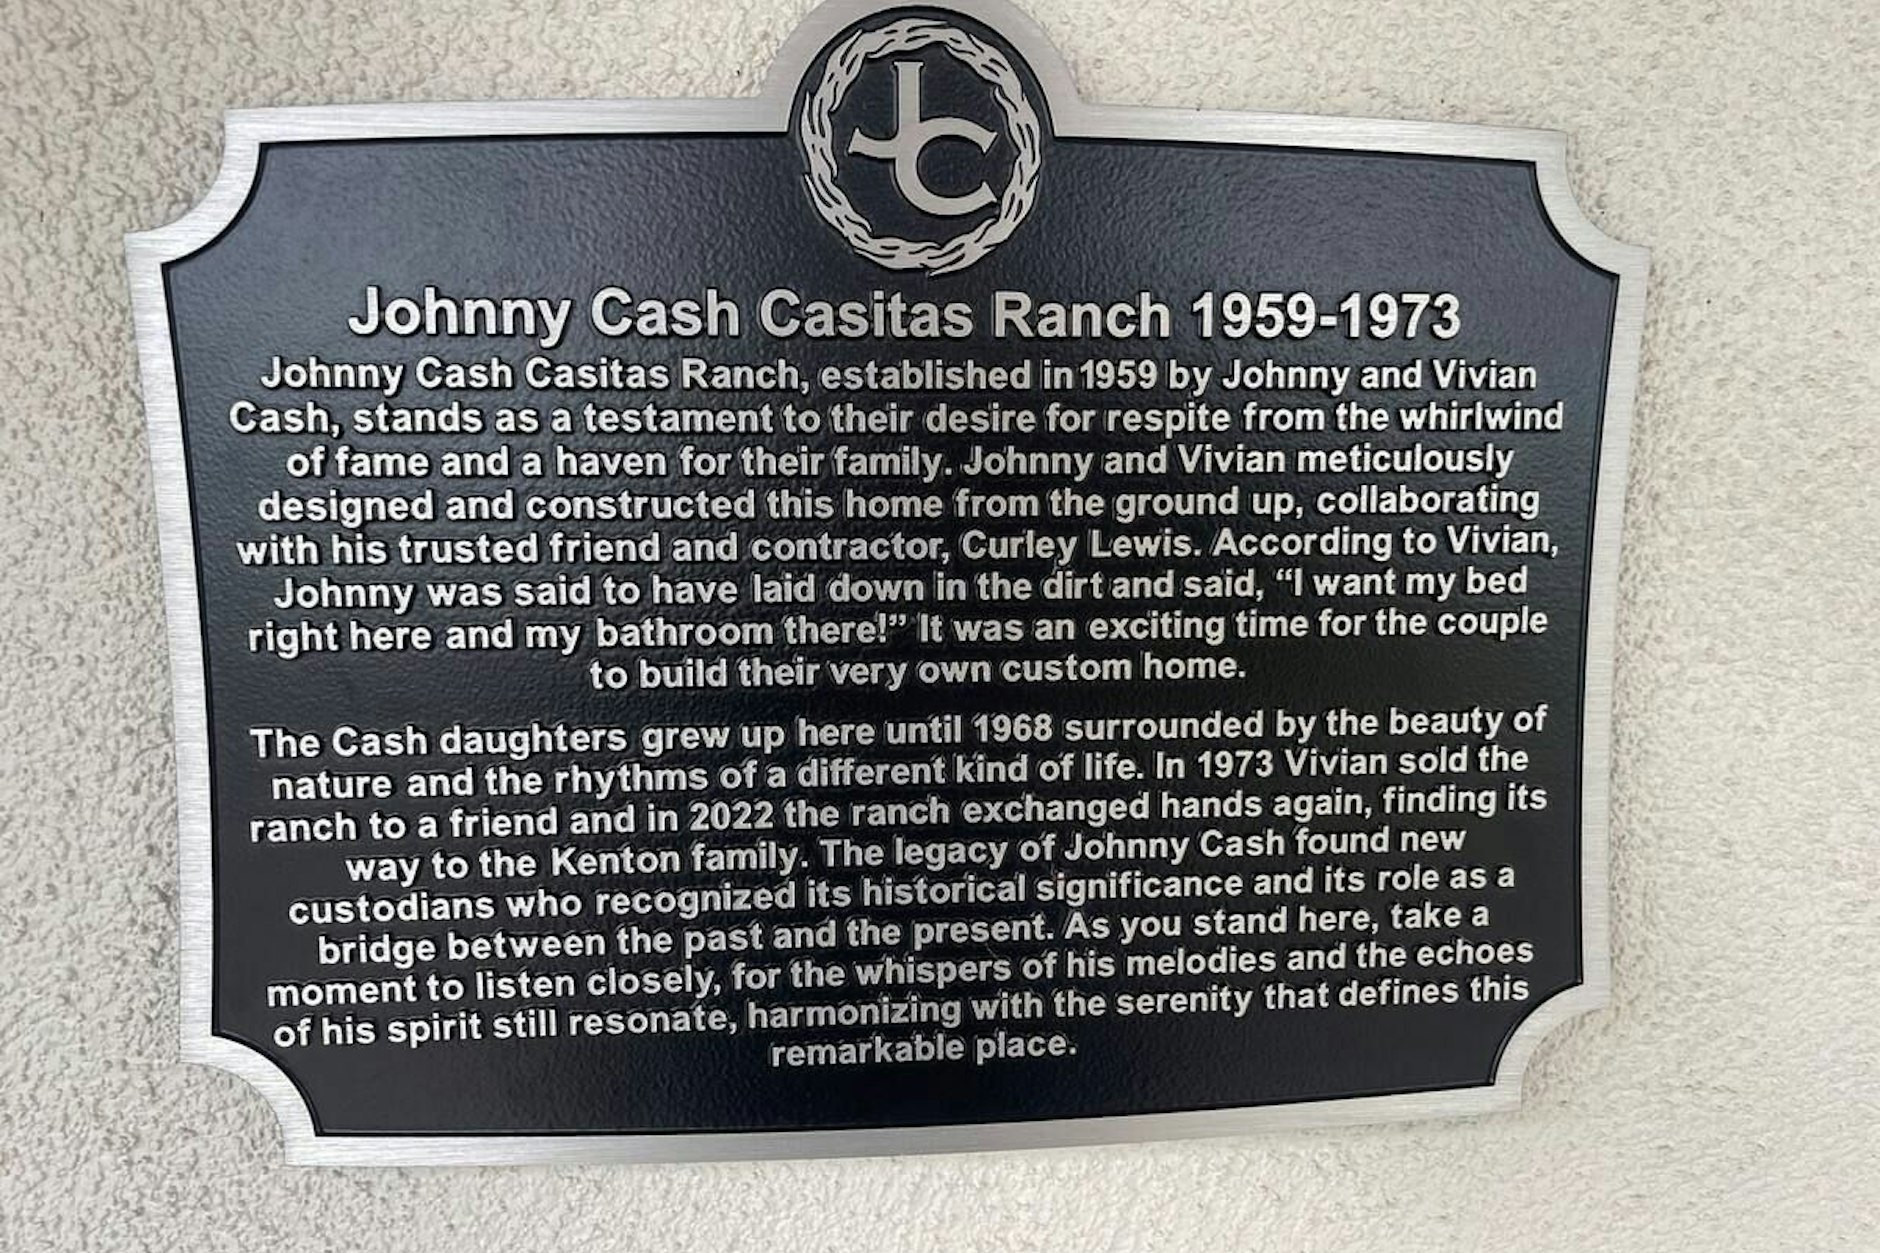 JC
Johnny Cash Casitas Ranch 1959-1973
Johnny Cash Casitas Ranch, established in 1959 by Johnny and Vivian
Cash, stands as a testament to their desire for respite from the whirlwind
of fame and a haven for their family. Johnny and Vivian meticulously
designed and constructed this home from the ground up, collaborating
with his trusted friend and contractor, Curley Lewis. According to Vivian,
Johnny was said to have laid down in the dirt and said, “I want my bed
right here and my bathroom there!” It was an exciting time for the couple
to build their very own custom home.
The Cash daughters grew up here until 1968 surrounded by the beauty of
nature and the rhythms of a different kind of life. In 1973 Vivian sold the
ranch to a friend and in 2022 the ranch exchanged hands again, finding its
way to the Kenton family. The legacy of Johnny Cash found new
custodians who recognized its historical significance and its role as a
bridge between the past and the present. As you stand here, take a
moment to listen closely, for the whispers of his melodies and the echoes
of his spirit still resonate, harmonizing with the serenity that defines this
remarkable place.